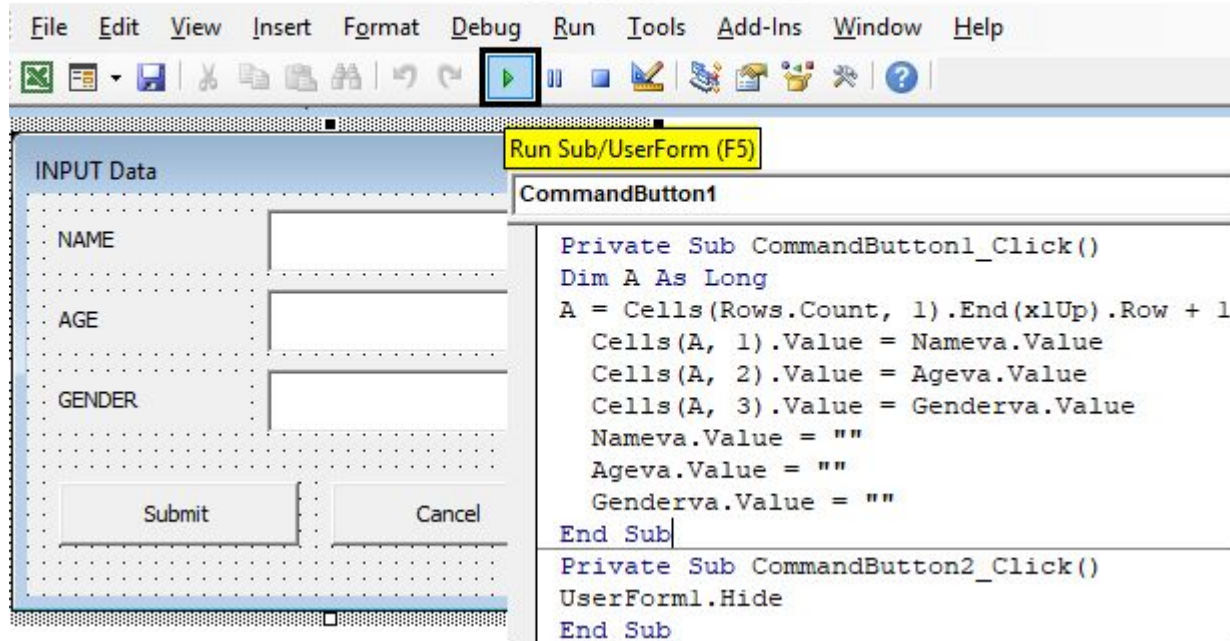 File Edit View Insert Format Debug Run Tools Add-Ins Window Help
Run Sub/UserForm (F5)
INPUT Data
NAME
AGE
GENDER
Submit Cancel
CommandButton1
Private Sub CommandButton1_Click()
Dim A As Long
A = Cells(Rows.Count, 1).End(xlUp).Row + 1
Cells(A, 1).Value = Nameva.Value
Cells(A, 2).Value = Ageva.Value
Cells(A, 3).Value = Genderva.Value
Nameva.Value = ""
Ageva.Value = ""
Genderva.Value = ""
End Sub
Private Sub CommandButton2_Click()
UserForm1.Hide
End Sub